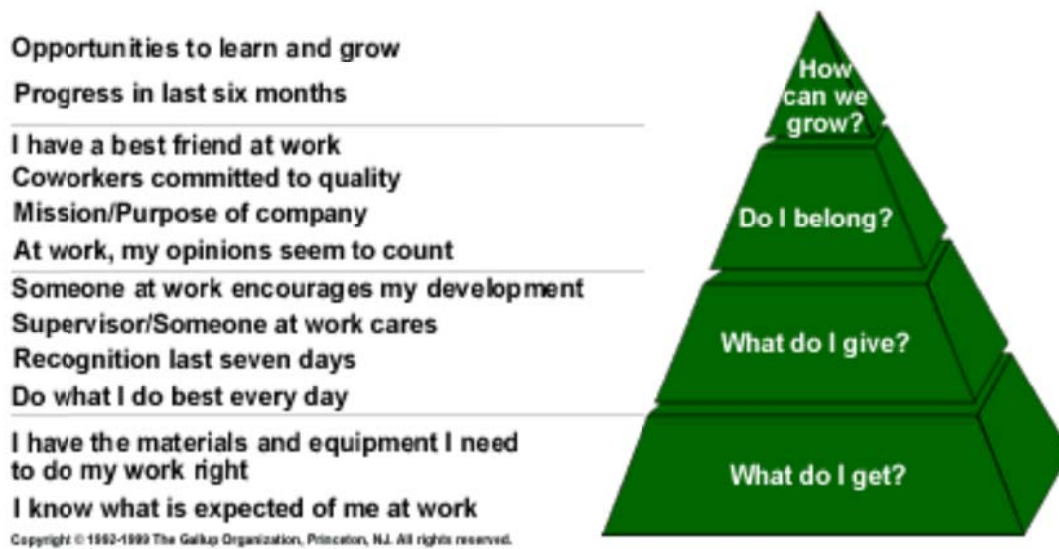 Opportunities to learn and grow
Progress in last six months
I have a best friend at work
Coworkers committed to quality
Mission/Purpose of company
At work, my opinions seem to count
Someone at work encourages my development
Supervisor/Someone at work cares
Recognition last seven days
Do what I do best every day
I have the materials and equipment I need
to do my work right
I know what is expected of me at work
Copyright © 1992-1999 The Gallup Organization, Princeton, NJ. All rights reserved.
How
can we
grow?
Do I belong?
What do I give?
What do I get?